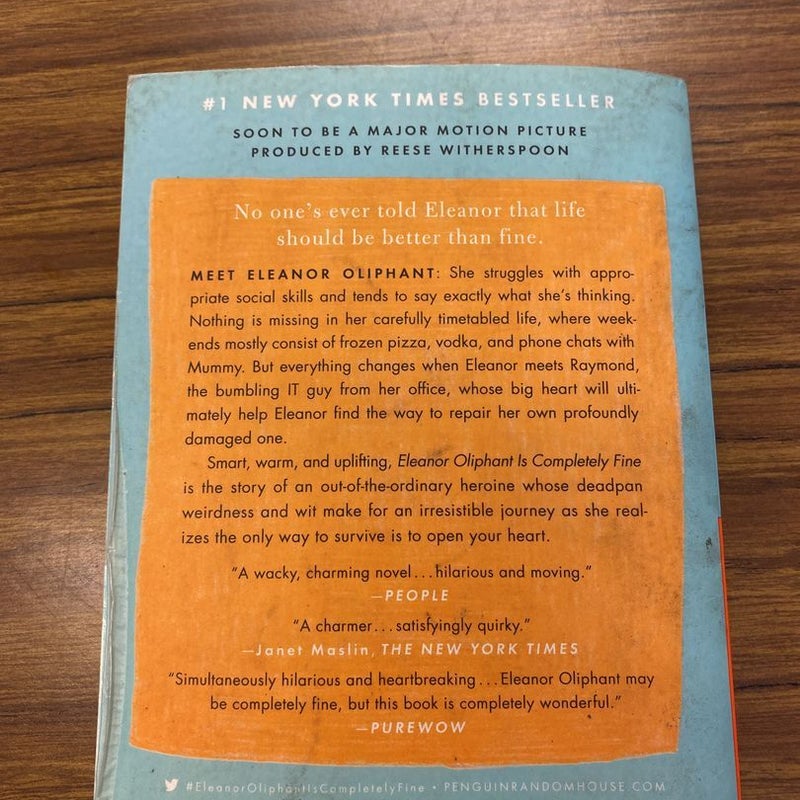 #1 NEW YORK TIMES BESTSELLER
SOON TO BE A MAJOR MOTION PICTURE
PRODUCED BY REESE WITHERSPOON
No one's ever told Eleanor that life
should be better than fine.
MEET ELEANOR OLIPHANT: She struggles with appro-
priate social skills and tends to say exactly what she's thinking.
Nothing is missing in her carefully timetabled life, where week-
ends mostly consist of frozen pizza, vodka, and phone chats with
Mummy. But everything changes when Eleanor meets Raymond,
the bumbling IT guy from her office, whose big heart will ulti-
mately help Eleanor find the way to repair her own profoundly
damaged one.
Smart, warm, and uplifting, Eleanor Oliphant Is Completely Fine
is the story of an out-of-the-ordinary heroine whose deadpan
weirdness and wit make for an irresistible journey as she real-
izes the only way to survive is to open your heart.
"A wacky, charming novel...hilarious and moving."
—PEOPLE
"A charmer...satisfyingly quirky."
—Janet Maslin, THE NEW YORK TIMES
"Simultaneously hilarious and heartbreaking...Eleanor Oliphant may
be completely fine, but this book is completely wonderful."
—PUREWOW
#EleanorOliphantIsCompletelyFine • PENGUINRANDOMHOUSE.COM